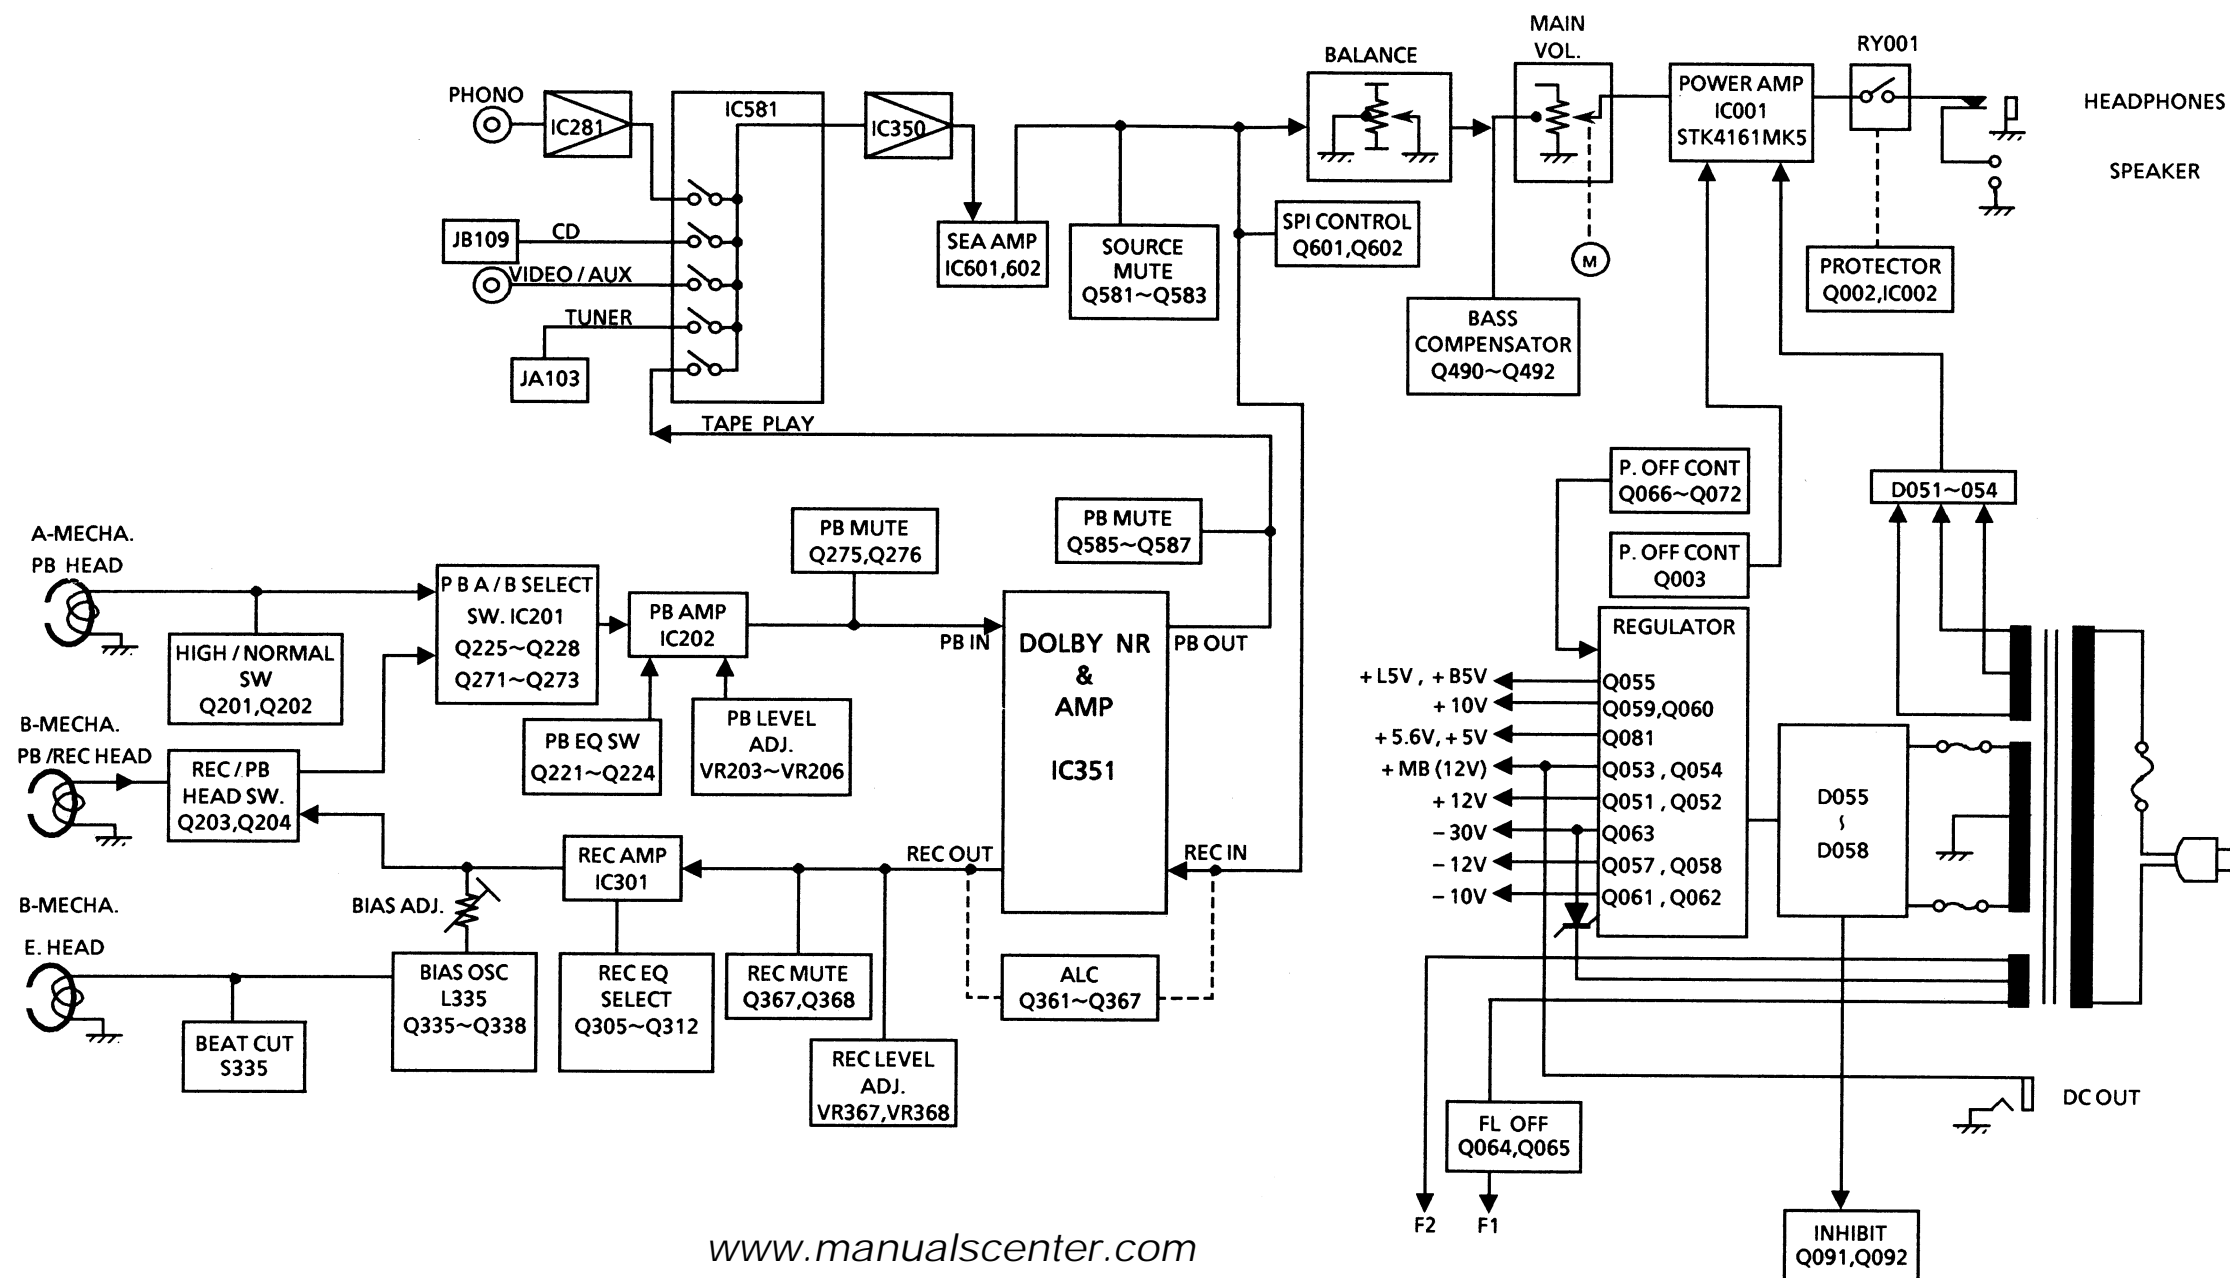 MAIN
VOL.
BALANCE
RY001
PHONO
IC281
IC581
IC350
POWER AMP
IC001
STK4161MK5
HEADPHONES
SPEAKER
JB109
CD
VIDEO / AUX
TUNER
JA103
SEA AMP
IC601,602
SOURCE
MUTE
Q581~Q583
SPI CONTROL
Q601,Q602
M
BASS
COMPENSATOR
Q490~Q492
PROTECTOR
Q002,IC002
TAPE PLAY
P. OFF CONT
Q066~Q072
D051~054
P. OFF CONT
Q003
A-MECHA.
PB HEAD
HIGH / NORMAL
SW
Q201,Q202
P B A / B SELECT
SW. IC201
Q225~Q228
Q271~Q273
PB AMP
IC202
PB MUTE
Q275,Q276
PB MUTE
Q585~Q587
PB IN
DOLBY NR
&
AMP
IC351
PB OUT
B-MECHA.
PB /REC HEAD
REC / PB
HEAD SW.
Q203,Q204
PB EQ SW
Q221~Q224
PB LEVEL
ADJ.
VR203~VR206
REC AMP
IC301
REC OUT
REC IN
BIAS ADJ.
B-MECHA.
E. HEAD
BEAT CUT
S335
BIAS OSC
L335
Q335~Q338
REC EQ
SELECT
Q305~Q312
REC MUTE
Q367,Q368
REC LEVEL
ADJ.
VR367,VR368
ALC
Q361~Q367
REGULATOR
+ L5V , + B5V
Q055
+ 10V
Q059,Q060
+ 5.6V, + 5V
Q081
+ MB (12V)
Q053 , Q054
+ 12V
Q051 , Q052
– 30V
Q063
– 12V
Q057 , Q058
– 10V
Q061 , Q062
D055
~
D058
DC OUT
FL OFF
Q064,Q065
F2
F1
INHIBIT
Q091,Q092
www.manualscenter.com